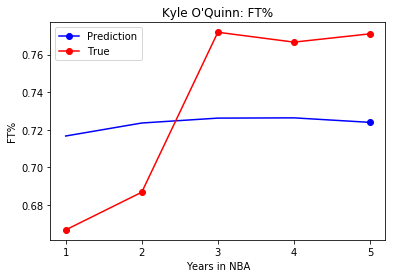 Kyle O'Quinn: FT%
Prediction
True
FT%
0.76
0.74
0.72
0.70
0.68
1 2 3 4 5
Years in NBA